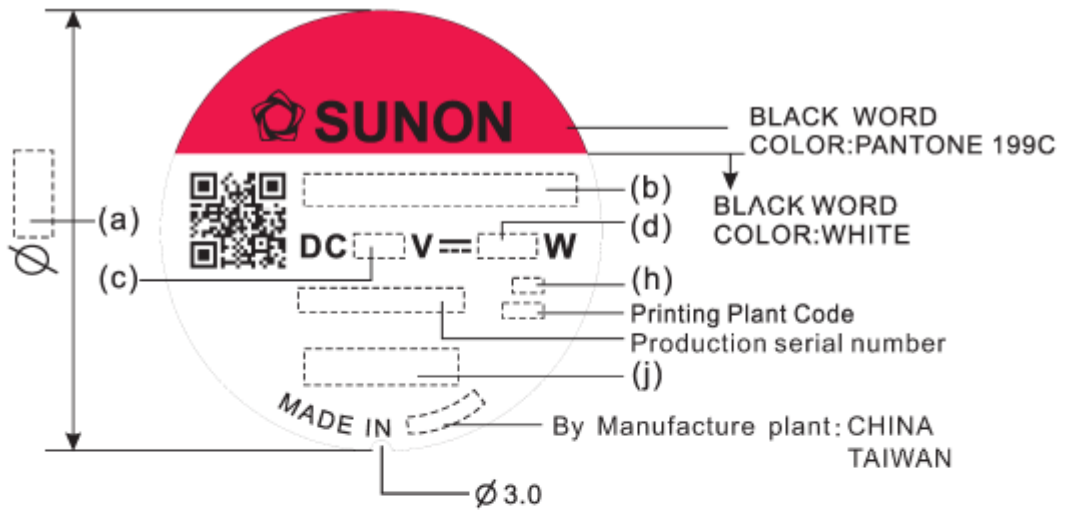 SUNON
BLACK WORD
COLOR:PANTONE 199C
(a)
(b)
BLACK WORD
COLOR:WHITE
(d)
DC V W
(c)
(h)
Printing Plant Code
Production serial number
(j)
MADE IN
By Manufacture plant: CHINA
TAIWAN
Ø
Ø 3.0